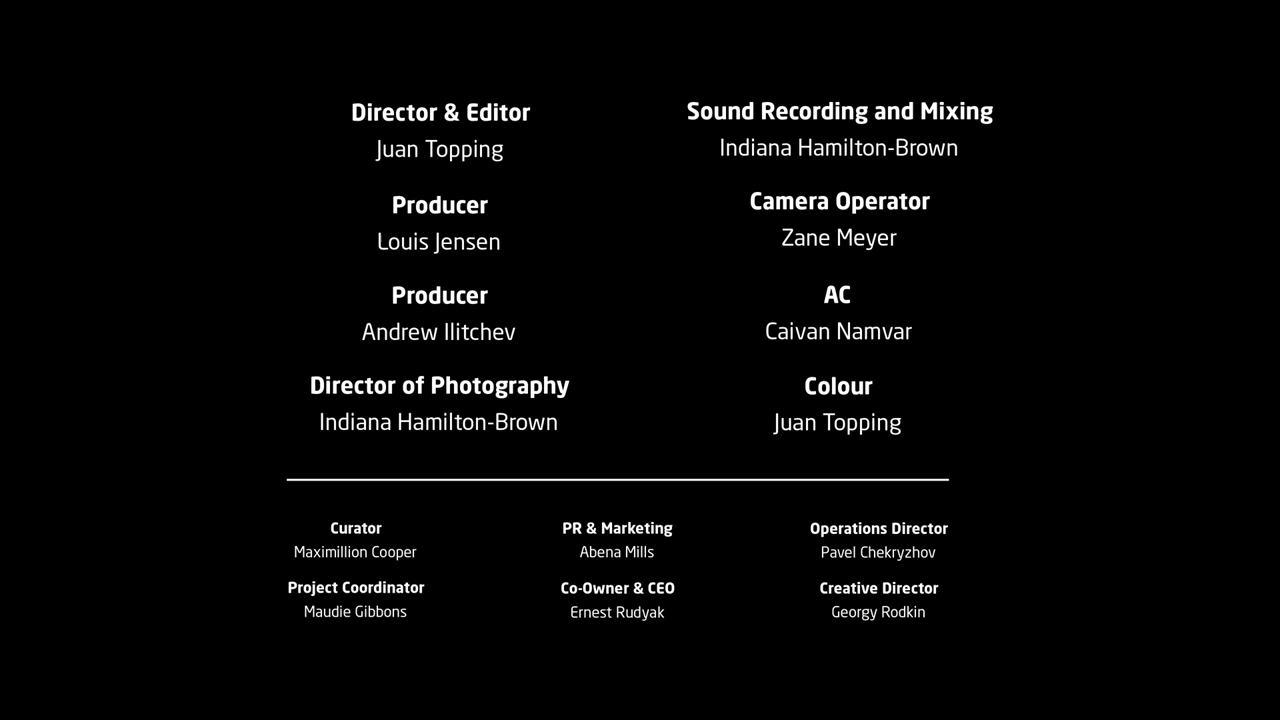 Director & Editor
Juan Topping
Producer
Louis Jensen
Producer
Andrew Ilitchev
Director of Photography
Indiana Hamilton-Brown
Sound Recording and Mixing
Indiana Hamilton-Brown
Camera Operator
Zane Meyer
AC
Caivan Namvar
Colour
Juan Topping
Curator
Maximillion Cooper
Project Coordinator
Maudie Gibbons
PR & Marketing
Abena Mills
Co-Owner & CEO
Ernest Rudyak
Operations Director
Pavel Chekryzhov
Creative Director
Georgy Rodkin